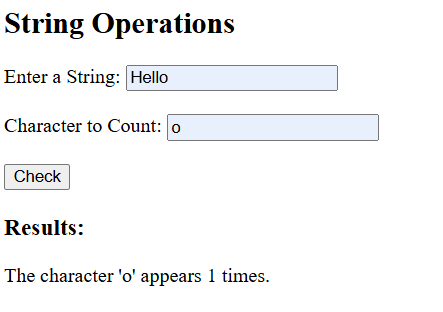 String Operations
Enter a String: Hello
Character to Count: o
Check
Results:
The character 'o' appears 1 times.